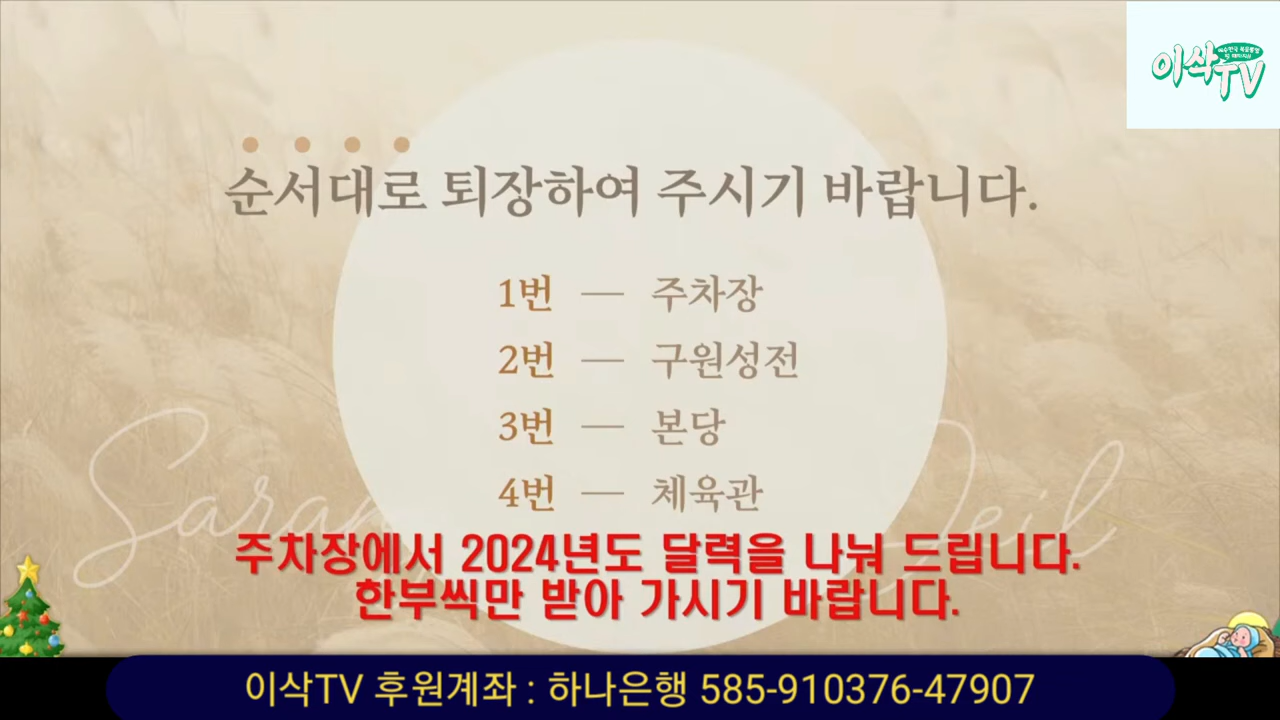 이삭TV
순서대로 퇴장하여 주시기 바랍니다.
1번 — 주차장
2번 — 구원성전
3번 — 본당
4번 — 체육관
Saran
Jeil
주차장에서 2024년도 달력을 나눠 드립니다.
한부씩만 받아 가시기 바랍니다.
이삭TV 후원계좌 : 하나은행 585-910376-47907